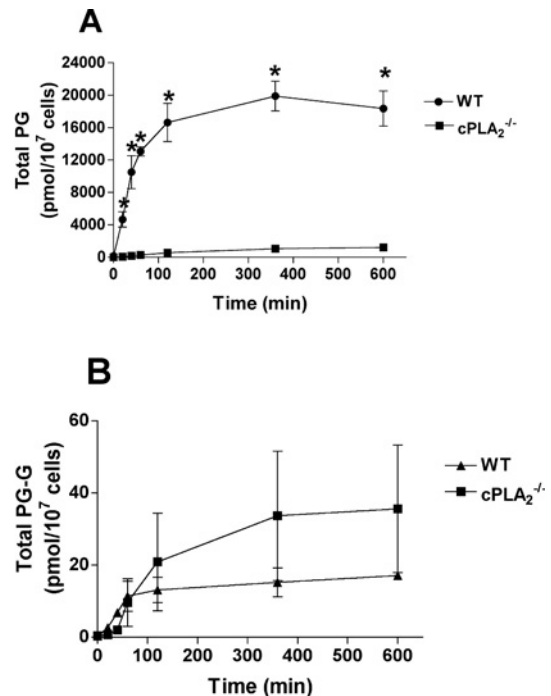 A
24000
20000
16000
12000
8000
4000
0
Total PG
(pmol/10⁷ cells)
* * * * * *
WT
cPLA₂⁻/⁻
0 100 200 300 400 500 600
Time (min)
B
60
40
20
0
Total PG-G
(pmol/10⁷ cells)
WT
cPLA₂⁻/⁻
0 100 200 300 400 500 600
Time (min)